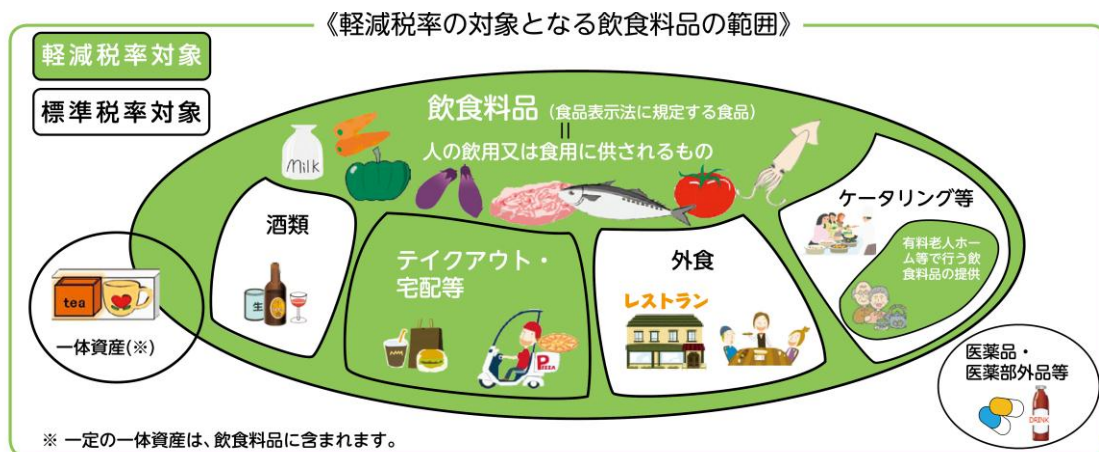 《軽減税率の対象となる飲食料品の範囲》
軽減税率対象
標準税率対象
飲食料品（食品表示法に規定する食品）
＝
人の飲用又は食用に供されるもの
Milk
酒類
生
テイクアウト・
宅配等
PIZZA
外食
レストラン
ケータリング等
有料老人ホー
ム等で行う飲
食料品の提供
tea
一体資産(※)
医薬品・
医薬部外品等
DRINK
※ 一定の一体資産は、飲食料品に含まれます。